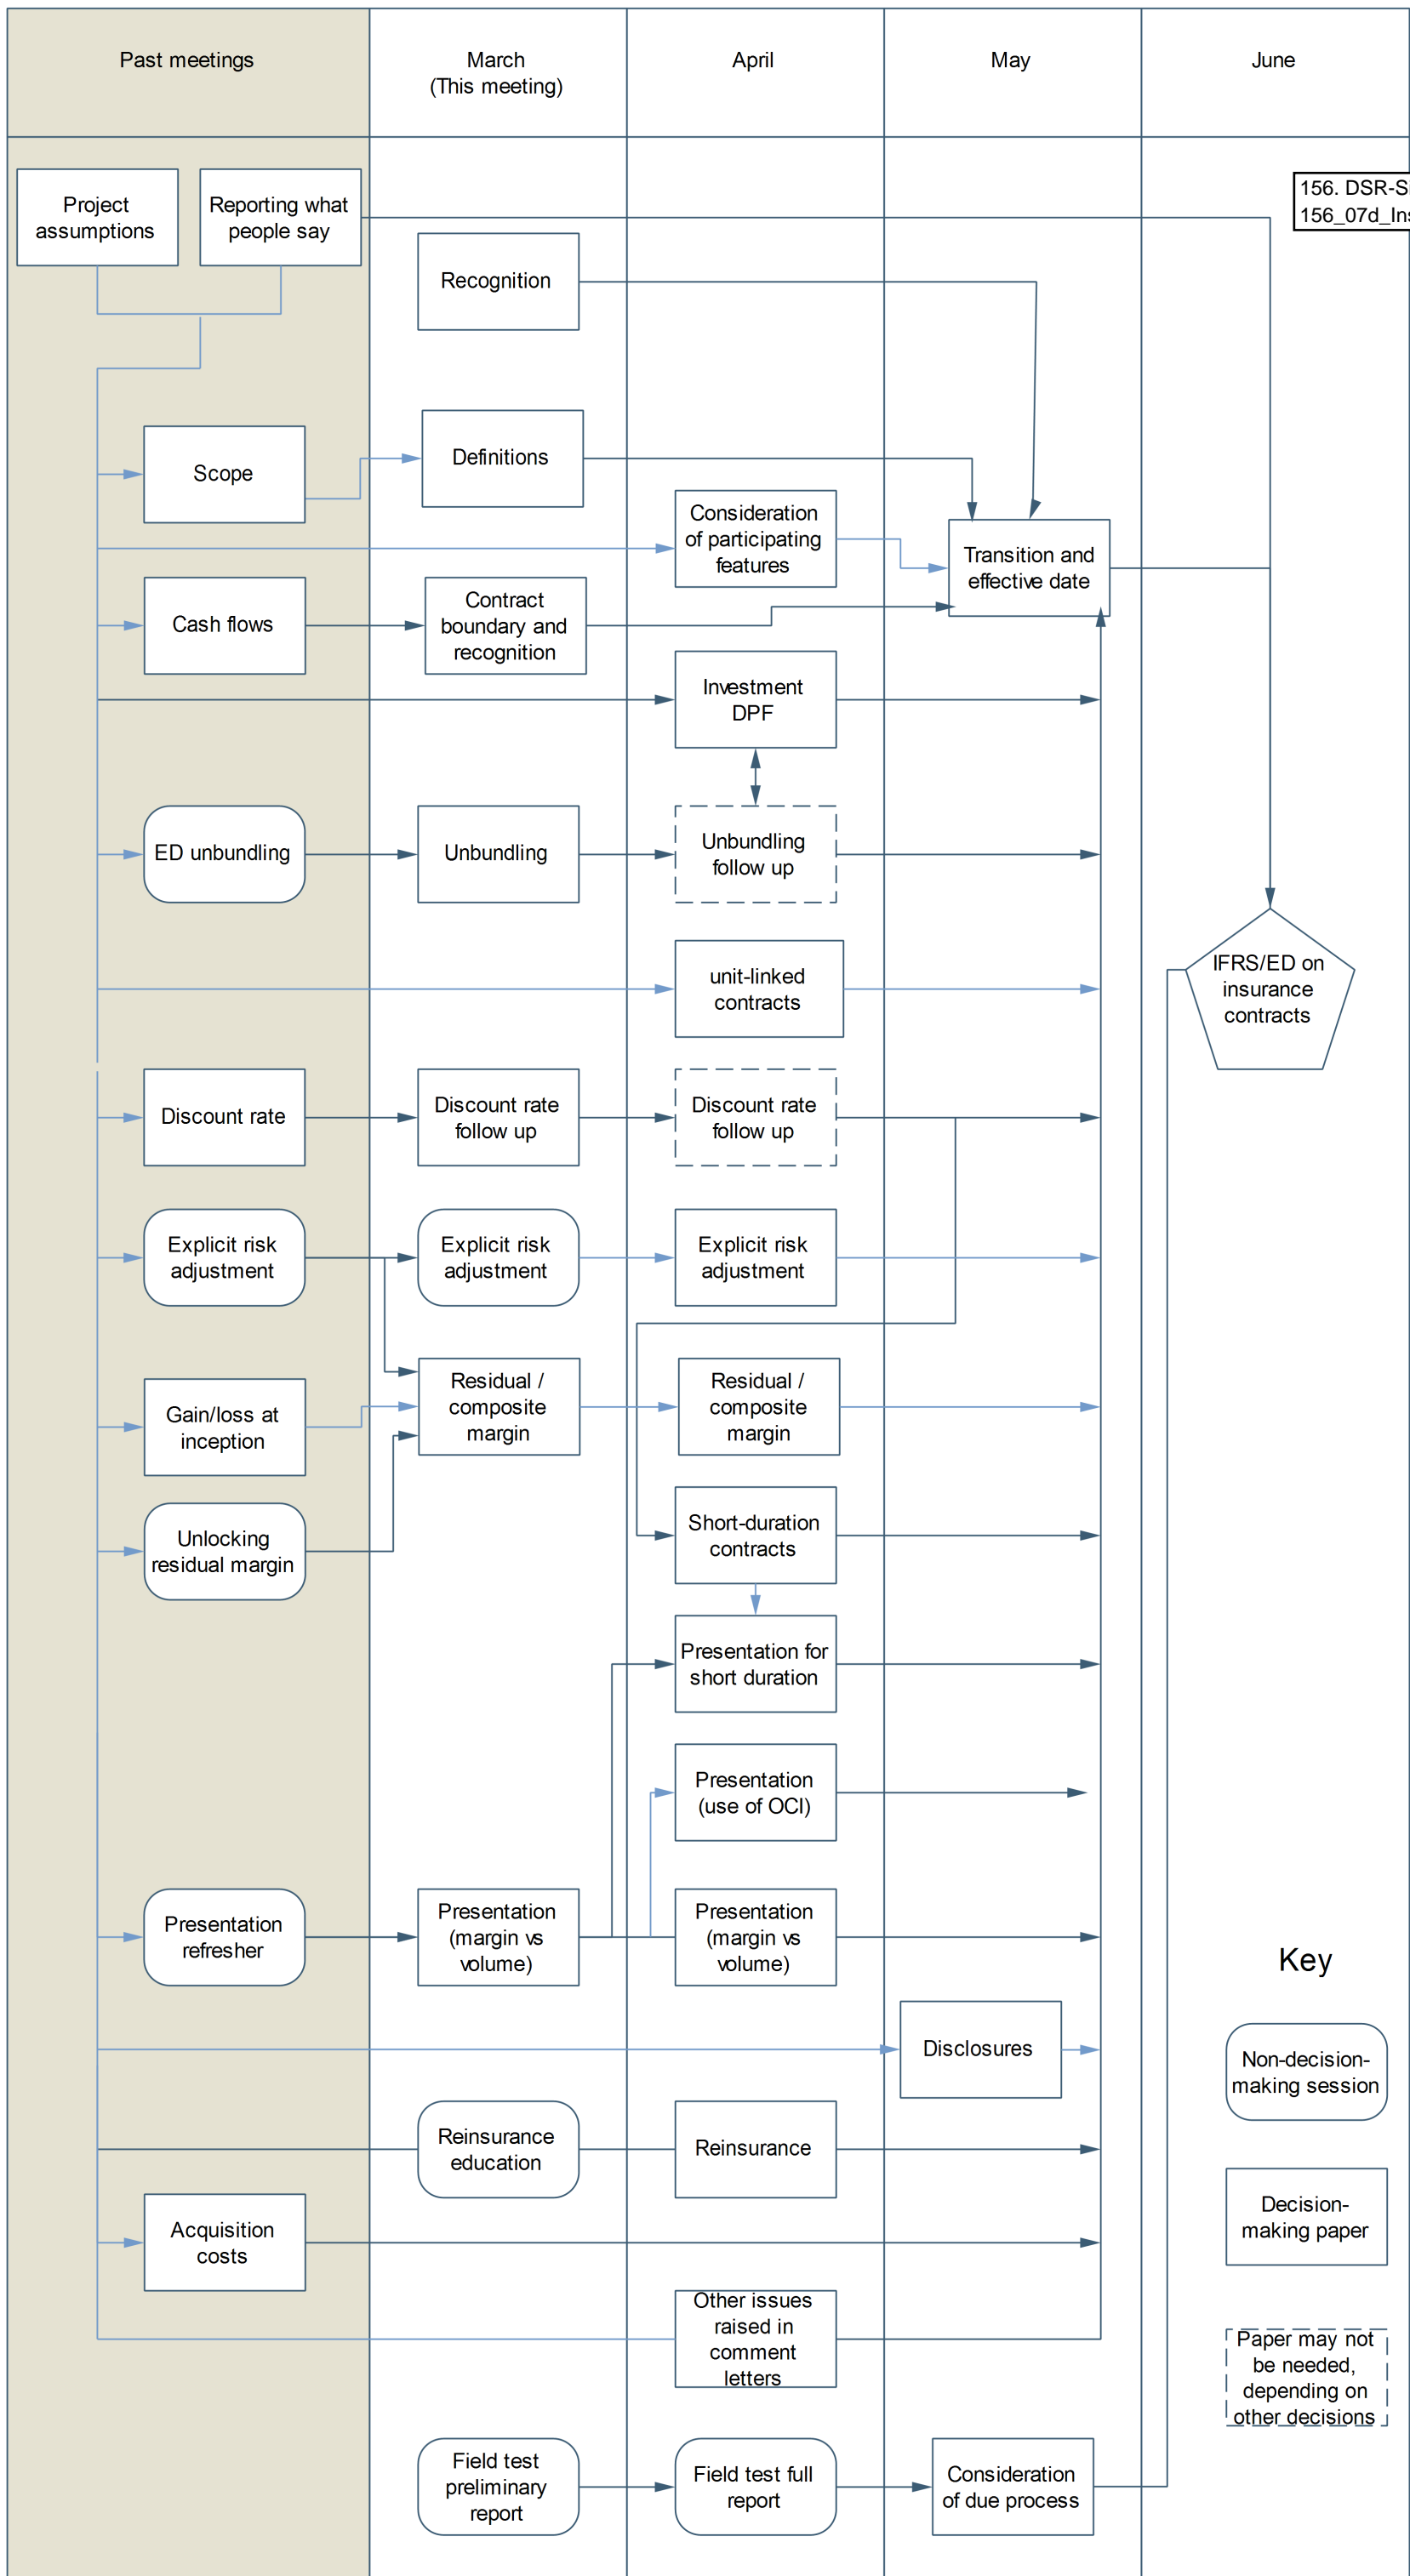 Past meetings
March
(This meeting)
April
May
June
Project
assumptions
Reporting what
people say
156. DSR-S
156_07d_Ins
Recognition
Scope
Definitions
Consideration
of participating
features
Transition and
effective date
Cash flows
Contract
boundary and
recognition
Investment
DPF
ED unbundling
Unbundling
Unbundling
follow up
unit-linked
contracts
IFRS/ED on
insurance
contracts
Discount rate
Discount rate
follow up
Discount rate
follow up
Explicit risk
adjustment
Explicit risk
adjustment
Explicit risk
adjustment
Gain/loss at
inception
Residual /
composite
margin
Residual /
composite
margin
Unlocking
residual margin
Short-duration
contracts
Presentation for
short duration
Presentation
(use of OCI)
Presentation
refresher
Presentation
(margin vs
volume)
Presentation
(margin vs
volume)
Key
Disclosures
Non-decision-
making session
Reinsurance
education
Reinsurance
Decision-
making paper
Acquisition
costs
Other issues
raised in
comment
letters
Paper may not
be needed,
depending on
other decisions
Field test
preliminary
report
Field test full
report
Consideration
of due process